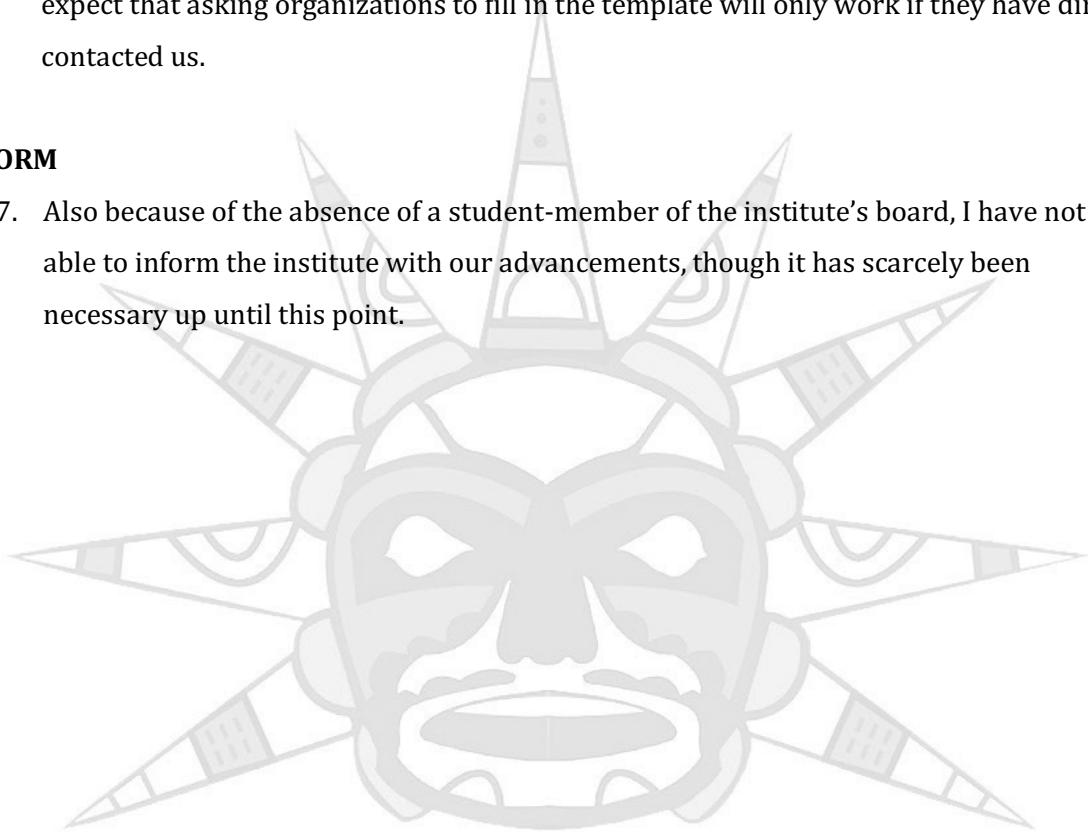 expect that asking organizations to fill in the template will only work if they have dir
contacted us.
ORM
7. Also because of the absence of a student-member of the institute’s board, I have not
able to inform the institute with our advancements, though it has scarcely been
necessary up until this point.